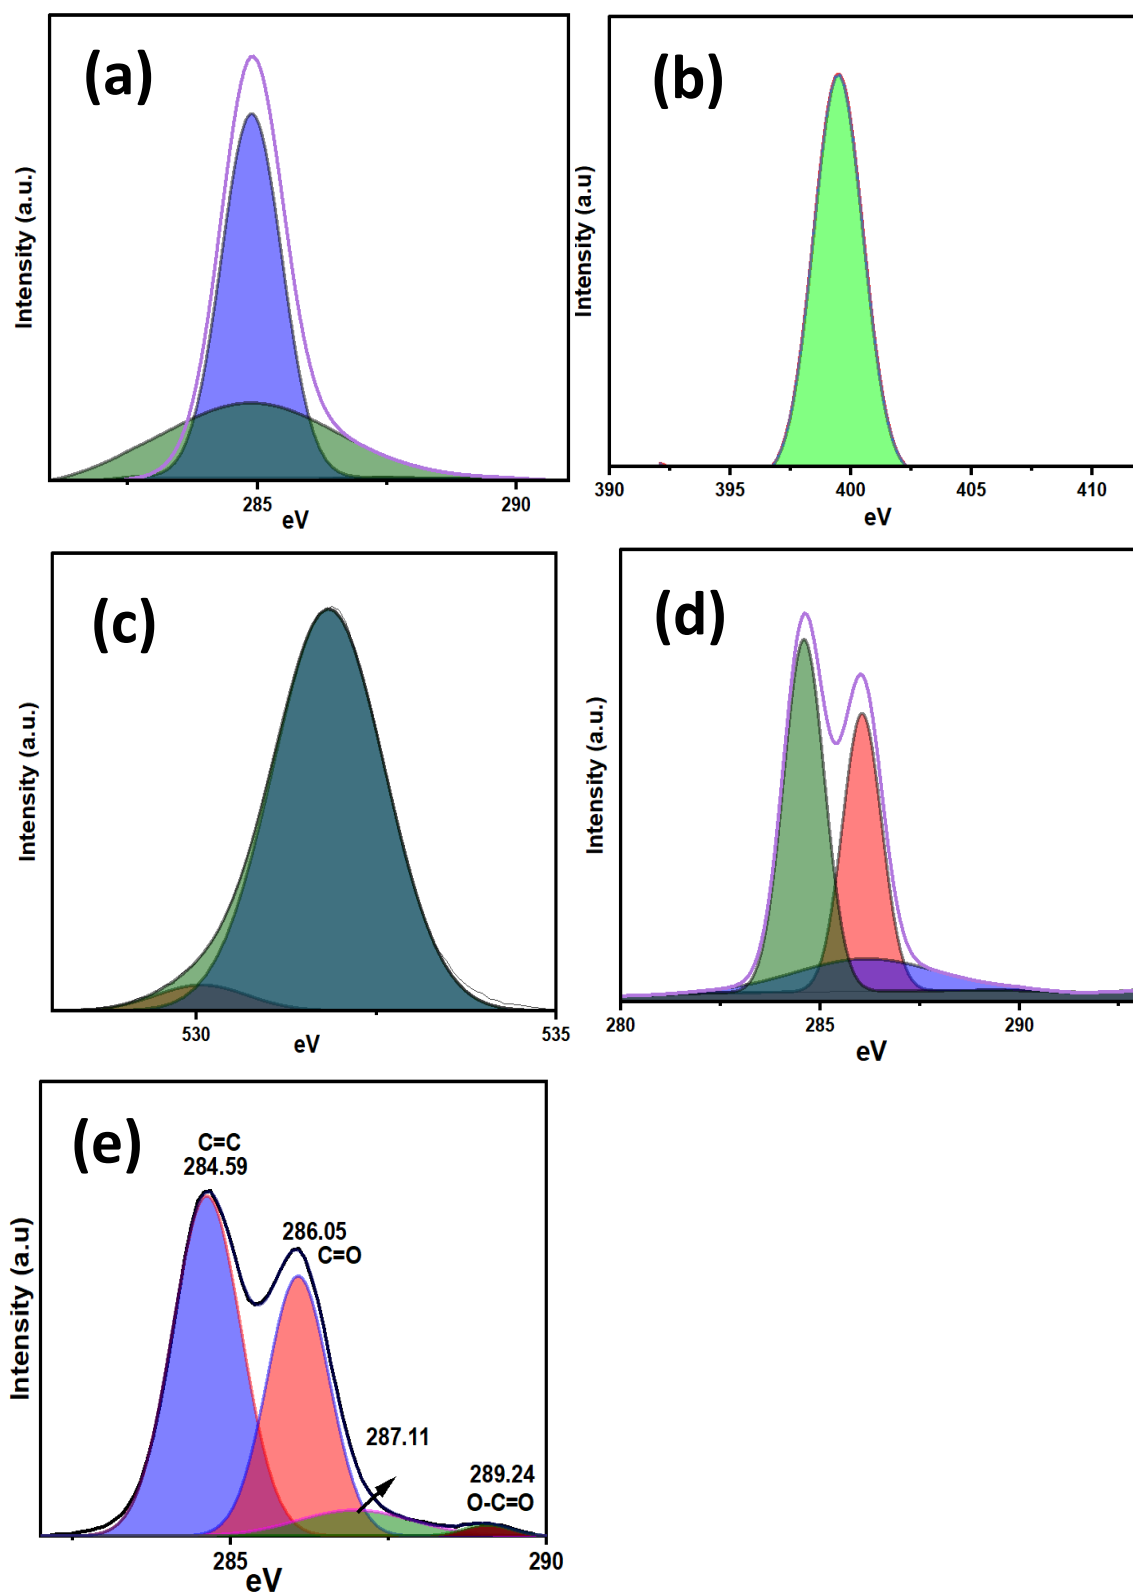 (a)
Intensity (a.u.)
285
290
eV
(b)
Intensity (a.u)
390
395
400
405
410
eV
(c)
Intensity (a.u.)
530
535
eV
(d)
Intensity (a.u.)
280
285
290
eV
(e)
C=C
284.59
286.05
C=O
287.11
289.24
O-C=O
Intensity (a.u)
285
290
eV